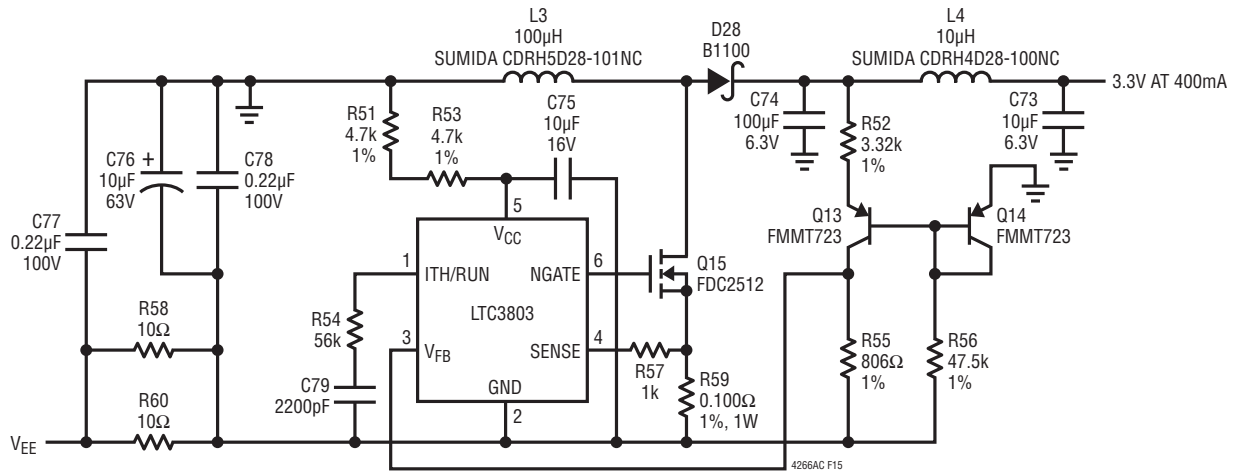 L3
100µH
SUMIDA CDRH5D28-101NC
D28
B1100
L4
10µH
SUMIDA CDRH4D28-100NC
3.3V AT 400mA
R51
4.7k
1%
R53
4.7k
1%
C75
10µF
16V
C74
100µF
6.3V
R52
3.32k
1%
C73
10µF
6.3V
C76
+
10µF
63V
C78
0.22µF
100V
C77
0.22µF
100V
5
VCC
Q13
FMMT723
Q14
FMMT723
1
ITH/RUN
NGATE
6
Q15
FDC2512
LTC3803
R54
56k
3
VFB
SENSE
4
R58
10Ω
R57
1k
R55
806Ω
1%
R56
47.5k
1%
C79
2200pF
GND
2
R59
0.100Ω
1%, 1W
R60
10Ω
VEE
4266AC F15